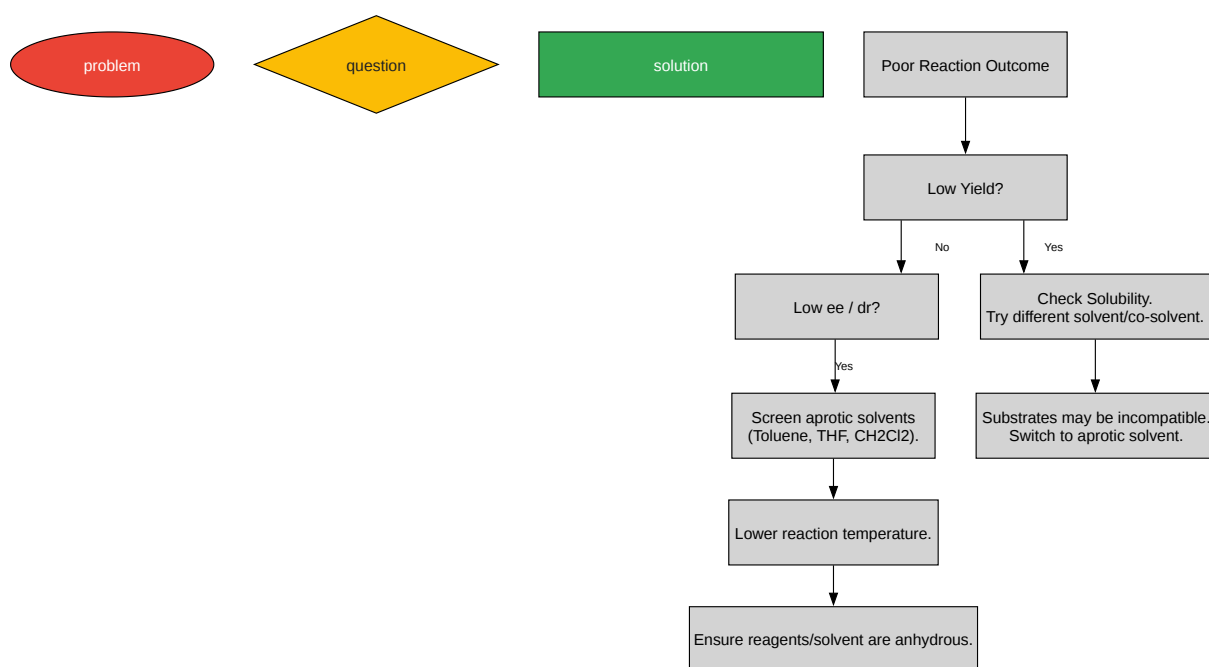 problem
question
solution
Poor Reaction Outcome
Low Yield?
No
Yes
Low ee / dr?
Check Solubility.
Try different solvent/co-solvent.
Yes
Screen aprotic solvents
(Toluene, THF, CH2Cl2).
Substrates may be incompatible.
Switch to aprotic solvent.
Lower reaction temperature.
Ensure reagents/solvent are anhydrous.